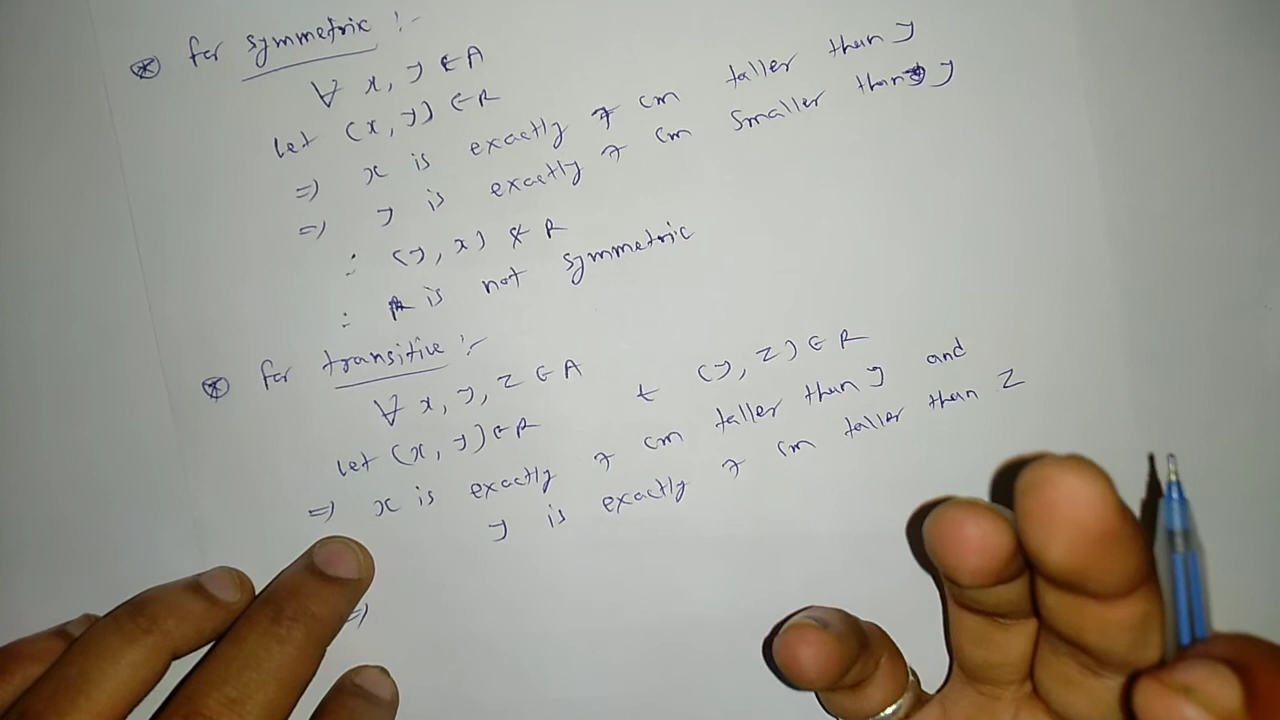 ⊛ for symmetric :-
∀ x, y ∈ A
let (x, y) ∈ R
⇒ x is exactly 7 cm taller than y
⇒ y is exactly 7 cm smaller than y
∴ (y, x) ∉ R
∴ R is not symmetric
⊛ for transitive :-
∀ x, y, z ∈ A
let (x, y) ∈ R & (y, z) ∈ R
⇒ x is exactly 7 cm taller than y and
y is exactly 7 cm taller than z
⇒